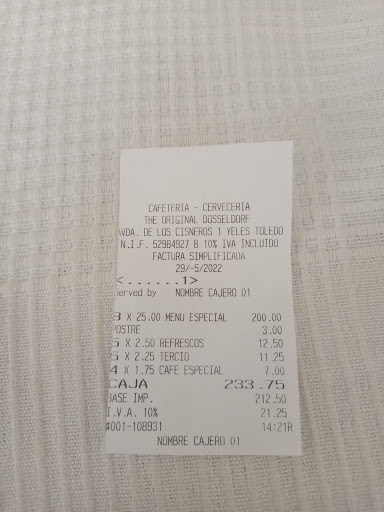 CAFETERIA - CERVECERIA
THE ORIGINAL DUSSELDORF
AVDA. DE LOS CISNEROS 1 YELES TOLEDO
N.I.F. 52984927 B 10% IVA INCLUIDO
FACTURA SIMPLIFICADA
29/-5/2022
<......1>
served by NOMBRE CAJERO 01
8 X 25.00 MENU ESPECIAL 200.00
POSTRE 3.00
5 X 2.50 REFRESCOS 12.50
5 X 2.25 TERCIO 11.25
4 X 1.75 CAFE ESPECIAL 7.00
CAJA 233.75
BASE IMP. 212.50
I.V.A. 10% 21.25
#001-108931 14:21R
NOMBRE CAJERO 01